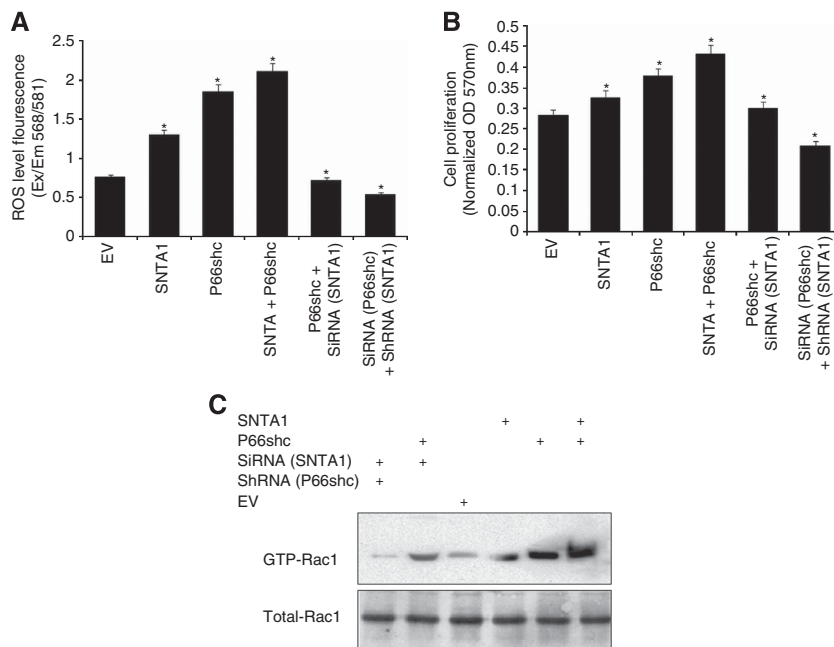 A
ROS level flourescence
(Ex/Em 568/581)
2.5
2
1.5
1
0.5
0
*
*
*
*
*
EV
SNTA1
P66shc
SNTA + P66shc
P66shc +
SiRNA (SNTA1)
SiRNA (P66shc)
+ ShRNA (SNTA1)
B
Cell proliferation
(Normalized OD 570nm)
0.5
0.45
0.4
0.35
0.3
0.25
0.2
0.15
0.1
0.05
0
*
*
*
*
*
EV
SNTA1
P66shc
SNTA + P66shc
P66shc +
SiRNA (SNTA1)
SiRNA (P66shc)
+ ShRNA (SNTA1)
C
SNTA1 + +
P66shc + + +
SiRNA (SNTA1) + +
ShRNA (P66shc) +
EV +
GTP-Rac1
Total-Rac1